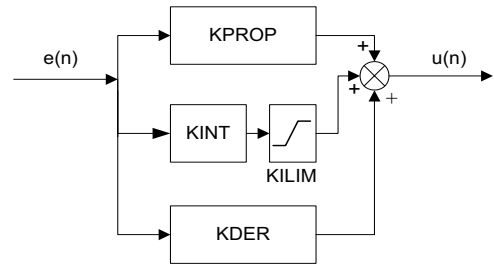 KPROP
e(n)
u(n)
+
+
+
KINT
KILIM
KDER